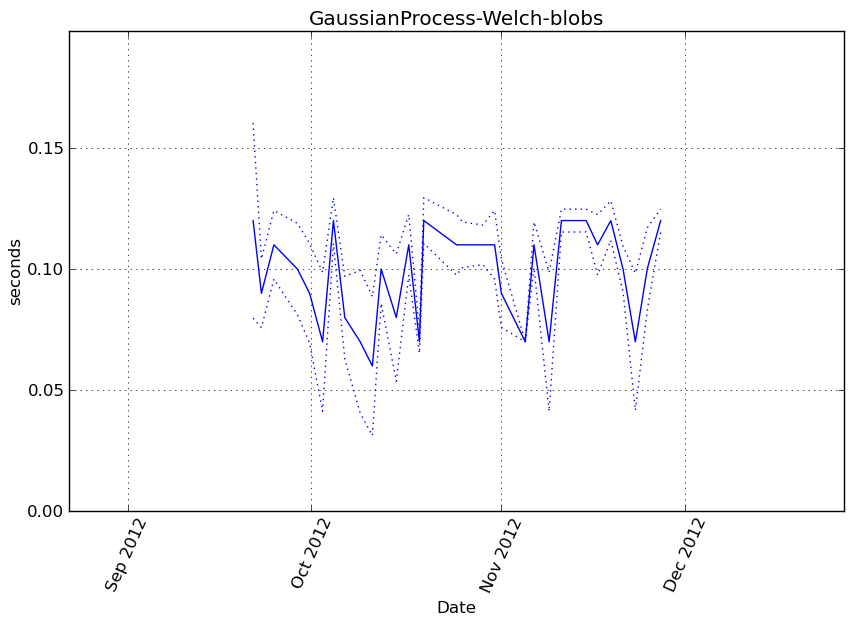 GaussianProcess-Welch-blobs
seconds
0.15
0.10
0.05
0.00
Sep 2012
Oct 2012
Nov 2012
Dec 2012
Date